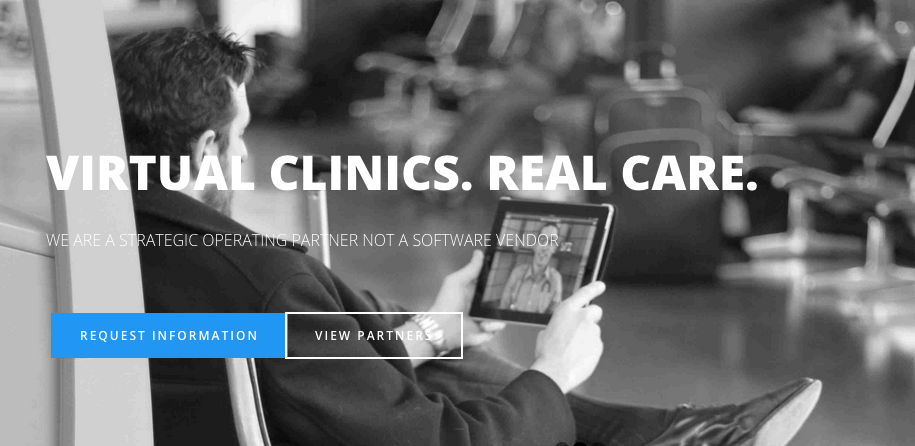 VIRTUAL CLINICS. REAL CARE.
WE ARE A STRATEGIC OPERATING PARTNER NOT A SOFTWARE VENDOR
REQUEST INFORMATION
VIEW PARTNERS